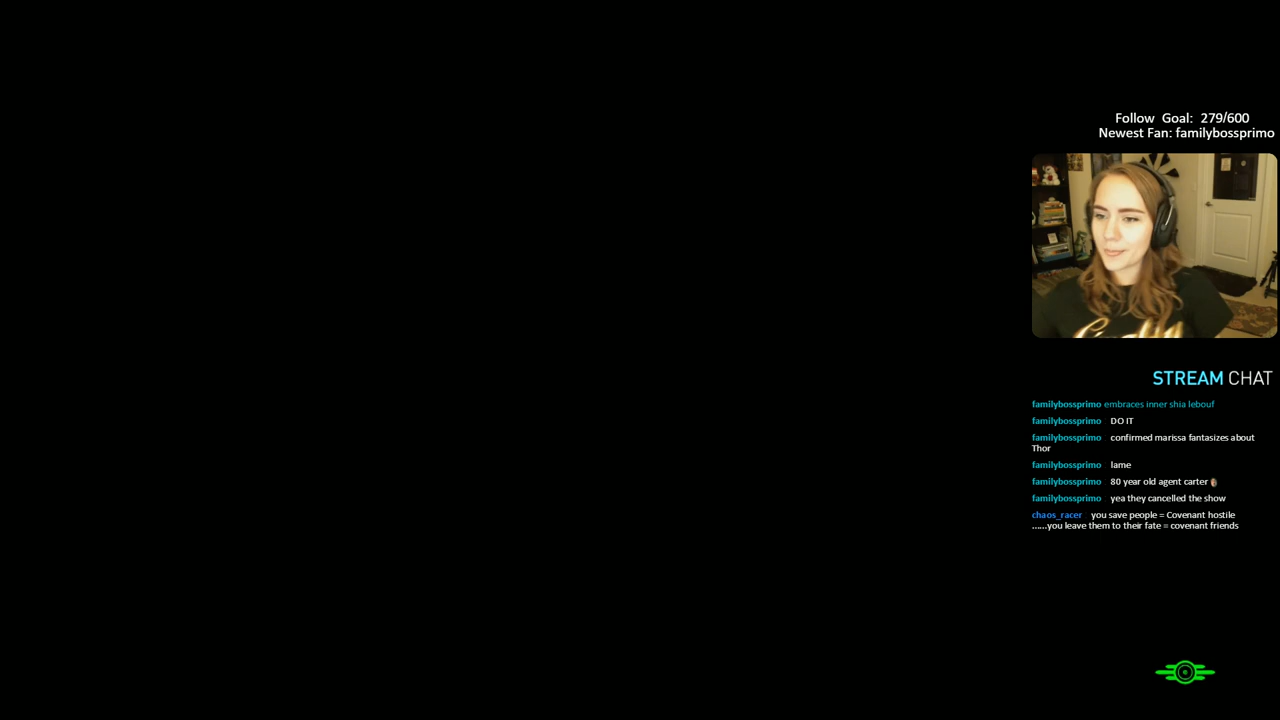 Follow Goal: 279/600
Newest Fan: familybossprimo
STREAM CHAT
familybossprimo embraces inner shia lebouf
familybossprimo DO IT
familybossprimo confirmed marissa fantasizes about
Thor
familybossprimo lame
familybossprimo 80 year old agent carter
familybossprimo yea they cancelled the show
chaos_racer you save people = Covenant hostile
......you leave them to their fate = covenant friends